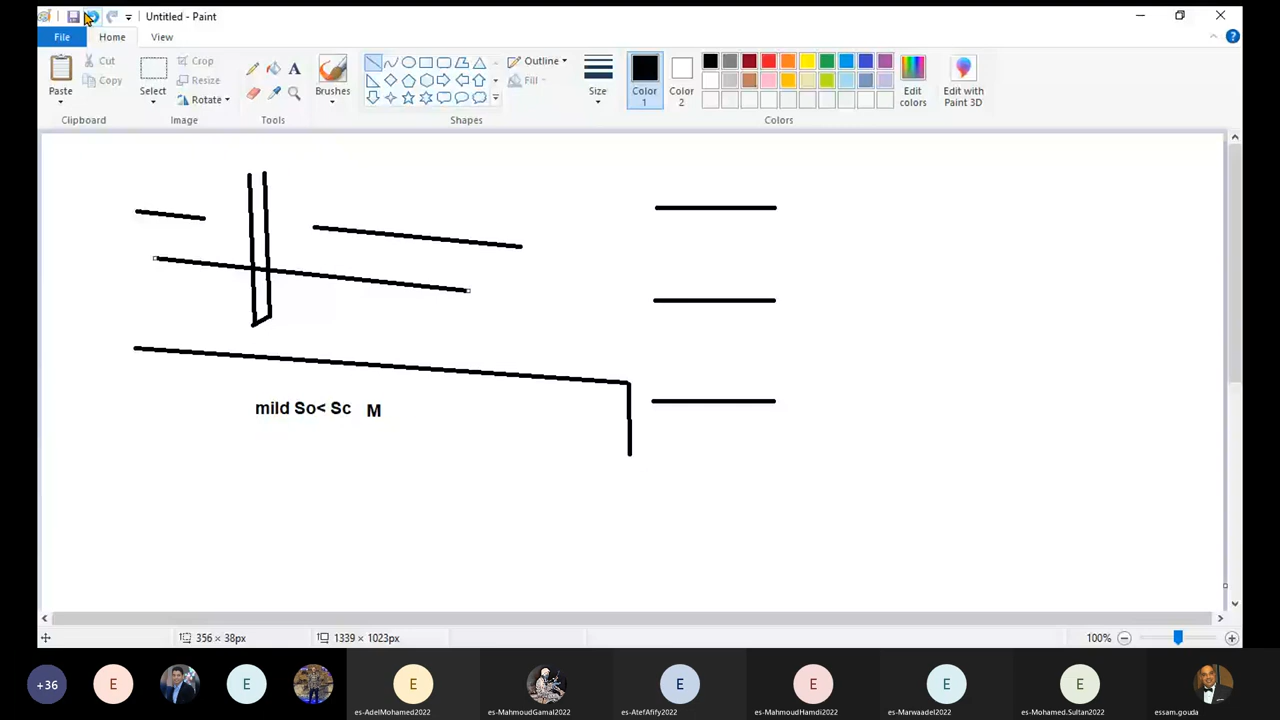 Untitled - Paint
File Home View
Paste
Cut
Copy
Clipboard
Select
Crop
Resize
Rotate
Image
A
Tools
Brushes
Outline
Fill
Shapes
Size
Color 1
Color 2
Edit colors
Edit with Paint 3D
Colors
mild So< Sc M
356 × 38px 1339 × 1023px 100%
+36 E E E E E E E
es-AdelMohamed2022 es-MahmoudGamal2022 es-AtefAfify2022 es-MahmoudHamdi2022 es-Marwaadel2022 es-Mohamed.Sultan2022 essam.gouda